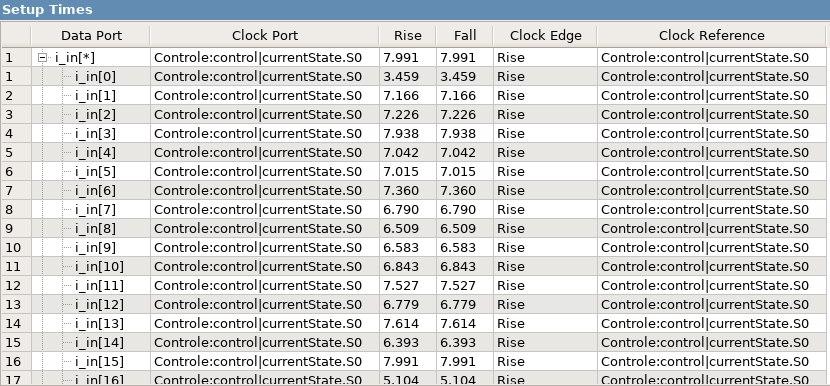 Setup Times
Data Port Clock Port Rise Fall Clock Edge Clock Reference
1 i_in[*] Controle:control|currentState.S0 7.991 7.991 Rise Controle:control|currentState.S0
1 i_in[0] Controle:control|currentState.S0 3.459 3.459 Rise Controle:control|currentState.S0
2 i_in[1] Controle:control|currentState.S0 7.166 7.166 Rise Controle:control|currentState.S0
3 i_in[2] Controle:control|currentState.S0 7.226 7.226 Rise Controle:control|currentState.S0
4 i_in[3] Controle:control|currentState.S0 7.938 7.938 Rise Controle:control|currentState.S0
5 i_in[4] Controle:control|currentState.S0 7.042 7.042 Rise Controle:control|currentState.S0
6 i_in[5] Controle:control|currentState.S0 7.015 7.015 Rise Controle:control|currentState.S0
7 i_in[6] Controle:control|currentState.S0 7.360 7.360 Rise Controle:control|currentState.S0
8 i_in[7] Controle:control|currentState.S0 6.790 6.790 Rise Controle:control|currentState.S0
9 i_in[8] Controle:control|currentState.S0 6.509 6.509 Rise Controle:control|currentState.S0
10 i_in[9] Controle:control|currentState.S0 6.583 6.583 Rise Controle:control|currentState.S0
11 i_in[10] Controle:control|currentState.S0 6.843 6.843 Rise Controle:control|currentState.S0
12 i_in[11] Controle:control|currentState.S0 7.527 7.527 Rise Controle:control|currentState.S0
13 i_in[12] Controle:control|currentState.S0 6.779 6.779 Rise Controle:control|currentState.S0
14 i_in[13] Controle:control|currentState.S0 7.614 7.614 Rise Controle:control|currentState.S0
15 i_in[14] Controle:control|currentState.S0 6.393 6.393 Rise Controle:control|currentState.S0
16 i_in[15] Controle:control|currentState.S0 7.991 7.991 Rise Controle:control|currentState.S0
17 i_in[16] Controle:control|currentState.S0 5.104 5.104 Rise Controle:control|currentState.S0